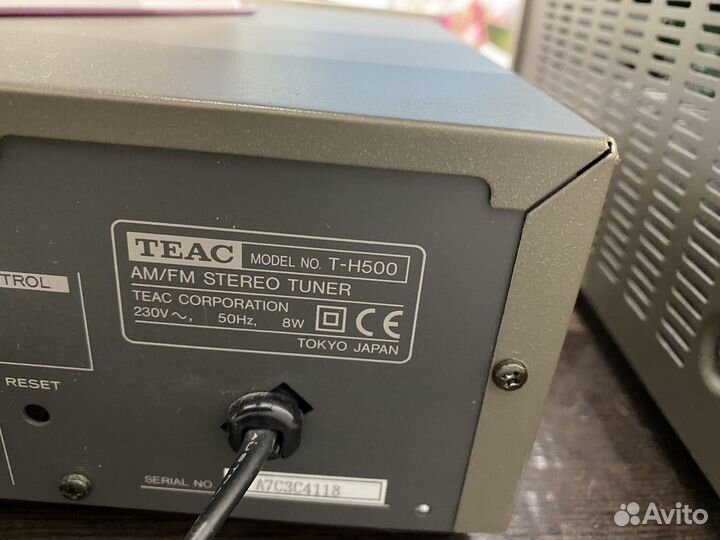 TEAC MODEL NO. T-H500
AM/FM STEREO TUNER
TEAC CORPORATION
230V~, 50Hz, 8W CE
TOKYO JAPAN
TROL
RESET
SERIAL NO. A7C3C4118
Avito